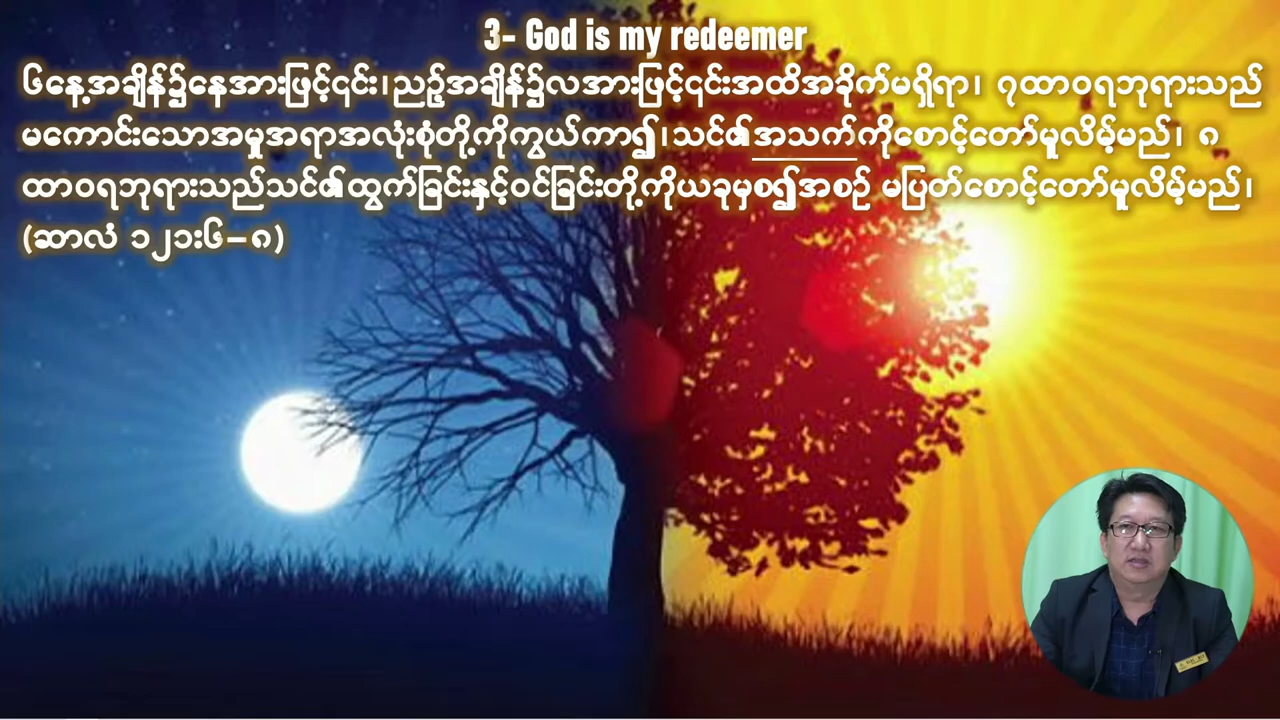 3- God is my redeemer
၆နေ့အချိန်၌နေအားဖြင့်၎င်း၊ညဉ့်အချိန်၌လအားဖြင့်၎င်းအထိအခိုက်မရှိရာ၊ ၇ထာဝရဘုရားသည်
မကောင်းသောအမှုအရာအလုံးစုံတို့ကိုကွယ်ကာ၍၊သင်၏အသက်ကိုစောင့်တော်မူလိမ့်မည်၊ ၈
ထာဝရဘုရားသည်သင်၏ထွက်ခြင်းနှင့်ဝင်ခြင်းတို့ကိုယခုမှစ၍အစဉ် မပြတ်စောင့်တော်မူလိမ့်မည်၊
(ဆာလံ ၁၂၁း၆–၈)